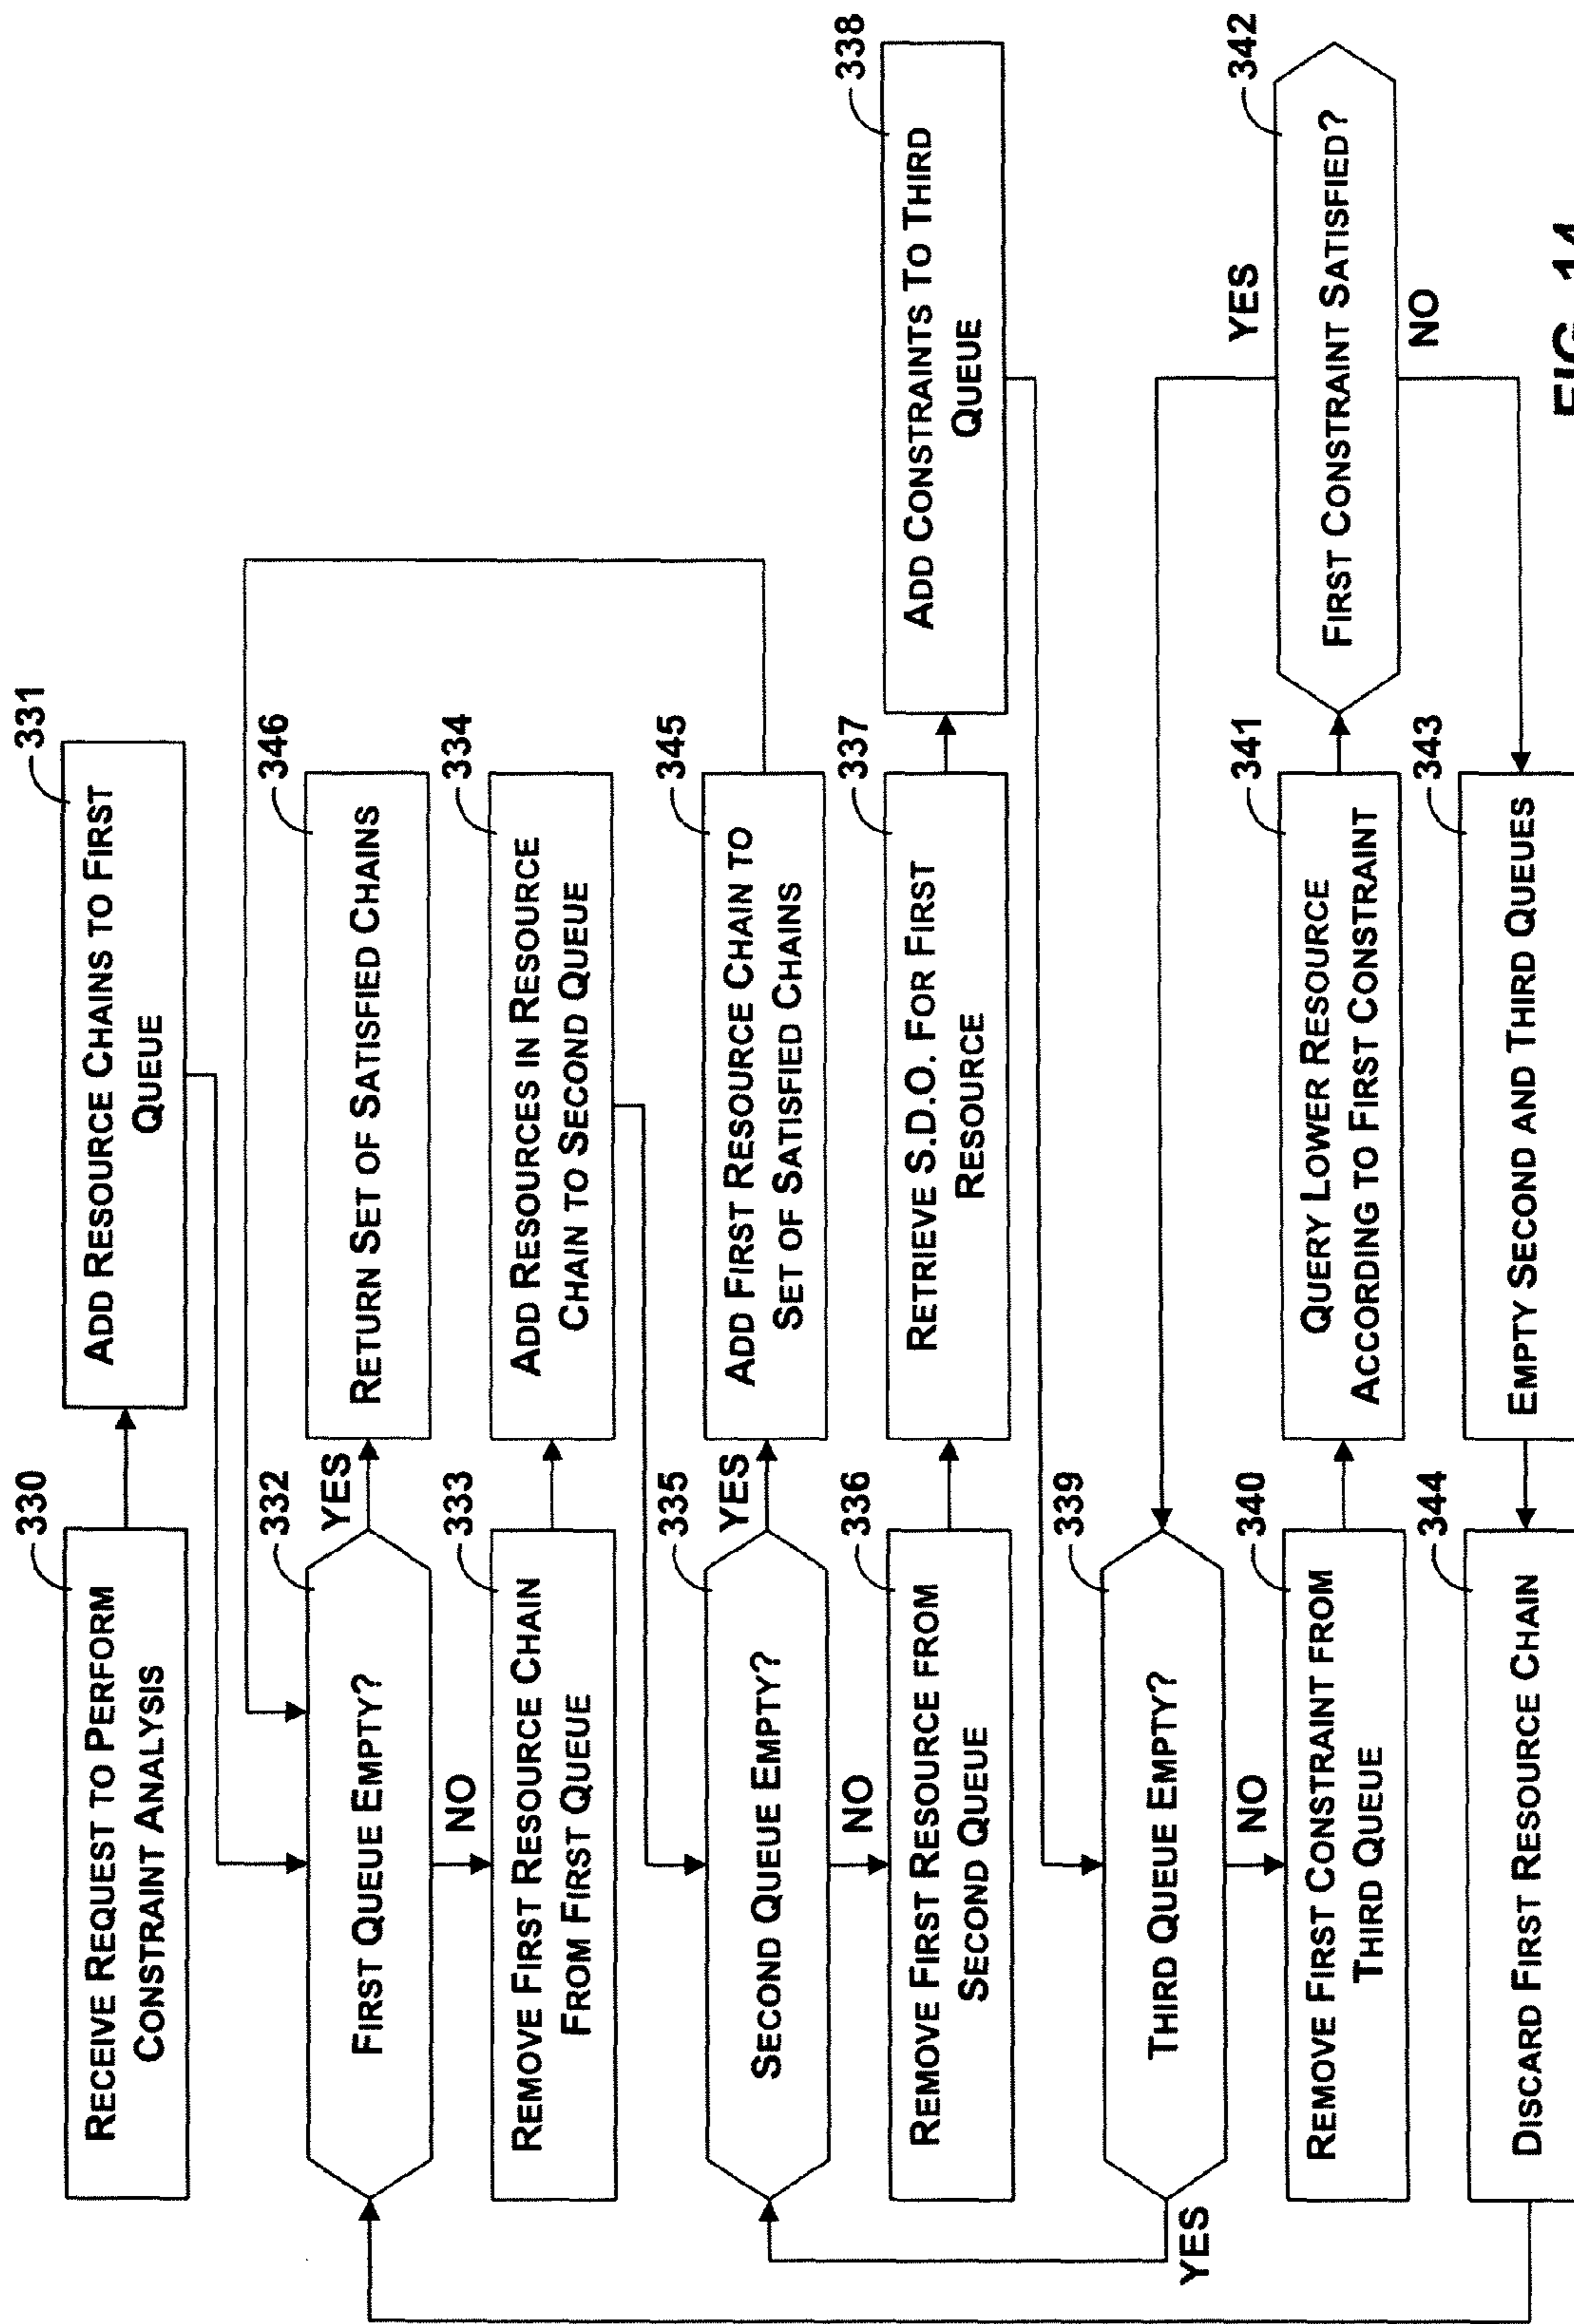 330
RECEIVE REQUEST TO PERFORM
CONSTRAINT ANALYSIS
331
ADD RESOURCE CHAINS TO FIRST
QUEUE
332
FIRST QUEUE EMPTY?
YES
NO
346
RETURN SET OF SATISFIED CHAINS
333
REMOVE FIRST RESOURCE CHAIN
FROM FIRST QUEUE
334
ADD RESOURCES IN RESOURCE
CHAIN TO SECOND QUEUE
335
SECOND QUEUE EMPTY?
YES
NO
345
ADD FIRST RESOURCE CHAIN TO
SET OF SATISFIED CHAINS
336
REMOVE FIRST RESOURCE FROM
SECOND QUEUE
337
RETRIEVE S.D.O. FOR FIRST
RESOURCE
338
ADD CONSTRAINTS TO THIRD
QUEUE
339
THIRD QUEUE EMPTY?
YES
NO
340
REMOVE FIRST CONSTRAINT FROM
THIRD QUEUE
341
QUERY LOWER RESOURCE
ACCORDING TO FIRST CONSTRAINT
342
FIRST CONSTRAINT SATISFIED?
YES
NO
343
EMPTY SECOND AND THIRD QUEUES
344
DISCARD FIRST RESOURCE CHAIN
FIG. 14